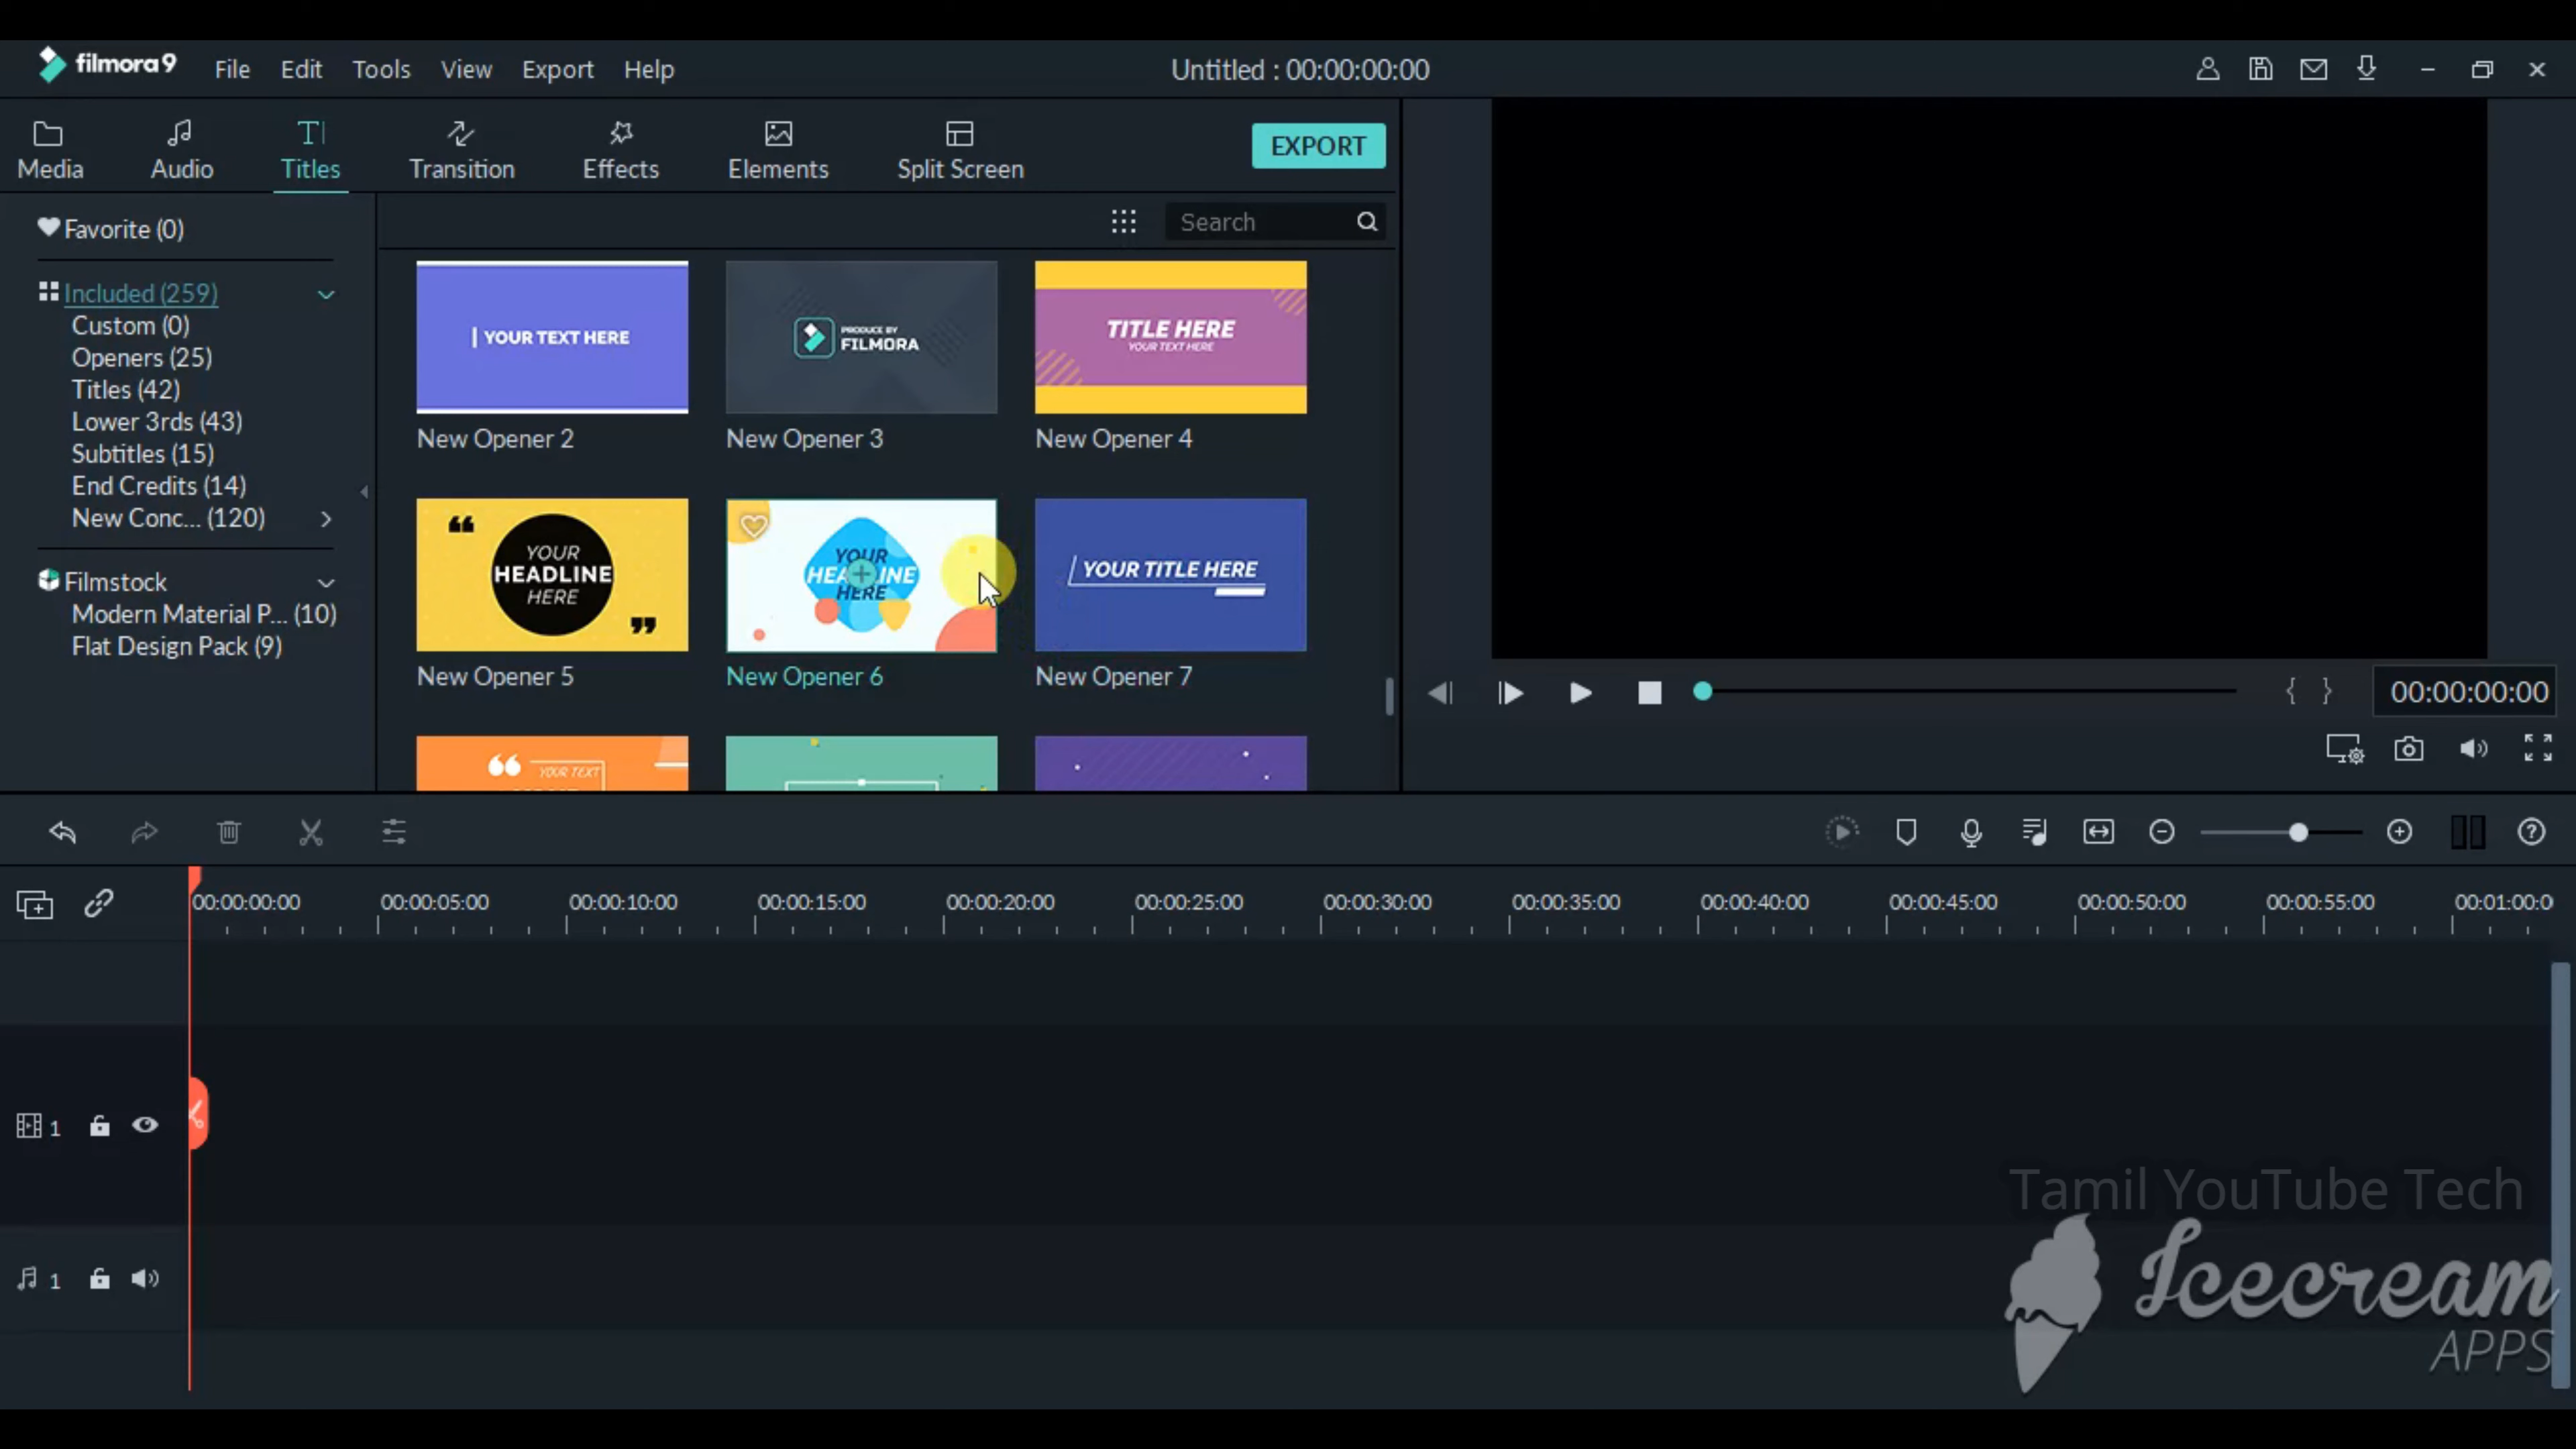 filmora9 File Edit Tools View Export Help
Untitled : 00:00:00:00
Media Audio Titles Transition Effects Elements Split Screen
EXPORT
Search
Favorite (0)
Included (259)
Custom (0)
Openers (25)
Titles (42)
Lower 3rds (43)
Subtitles (15)
End Credits (14)
New Conc... (120)
Filmstock
Modern Material P... (10)
Flat Design Pack (9)
YOUR TEXT HERE
New Opener 2
PRODUCE BY
FILMORA
New Opener 3
TITLE HERE
YOUR TEXT HERE
New Opener 4
YOUR
HEADLINE
HERE
New Opener 5
YOUR
HEADLINE
HERE
New Opener 6
YOUR TITLE HERE
New Opener 7
YOUR TEXT
00:00:00:00
00:00:00:00 00:00:05:00 00:00:10:00 00:00:15:00 00:00:20:00 00:00:25:00 00:00:30:00 00:00:35:00 00:00:40:00 00:00:45:00 00:00:50:00 00:00:55:00 00:01:00:0
1
1
Tamil YouTube Tech
Icecream
APPS